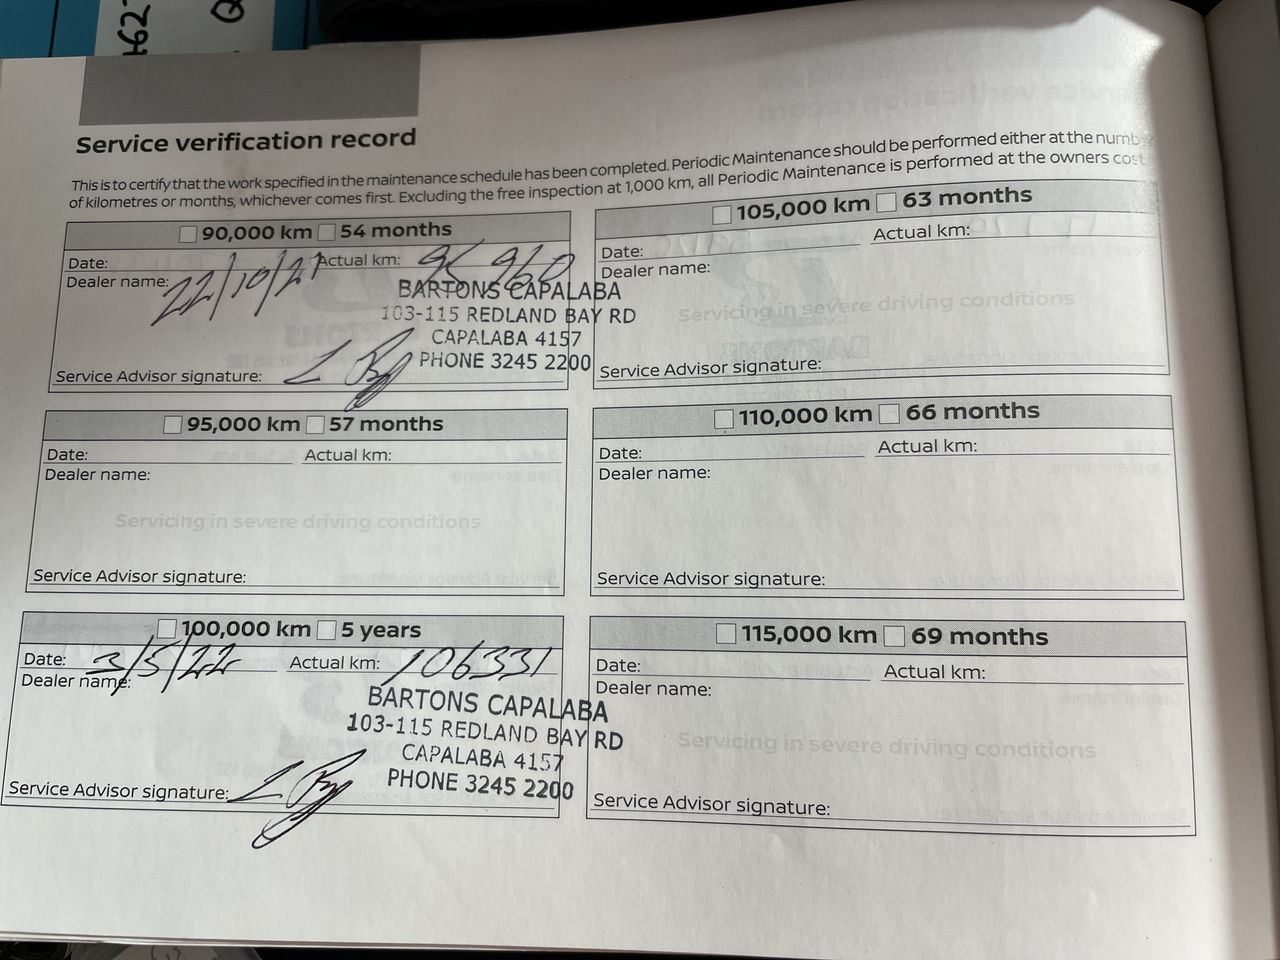 Service verification record
This is to certify that the work specified in the maintenance schedule has been completed. Periodic Maintenance should be performed either at the
of kilometres or months, whichever comes first. Excluding the free inspection at 1,000 km, all Periodic Maintenance is performed at the owners
90,000 km 54 months
Date: 22/10/21 Actual km: 95 960
Dealer name:
BARTONS CAPALABA
103-115 REDLAND BAY RD
CAPALABA 4157
PHONE 3245 2200
Service Advisor signature:
95,000 km 57 months
Date: Actual km:
Dealer name:
Servicing in severe driving conditions
Service Advisor signature:
100,000 km 5 years
Date: 3/5/22 Actual km: 106331
Dealer name:
BARTONS CAPALABA
103-115 REDLAND BAY RD
CAPALABA 4157
PHONE 3245 2200
Service Advisor signature:
105,000 km 63 months
Date: Actual km:
Dealer name:
Servicing in severe driving conditions
Service Advisor signature:
110,000 km 66 months
Date: Actual km:
Dealer name:
Service Advisor signature:
115,000 km 69 months
Date: Actual km:
Dealer name:
Servicing in severe driving conditions
Service Advisor signature: